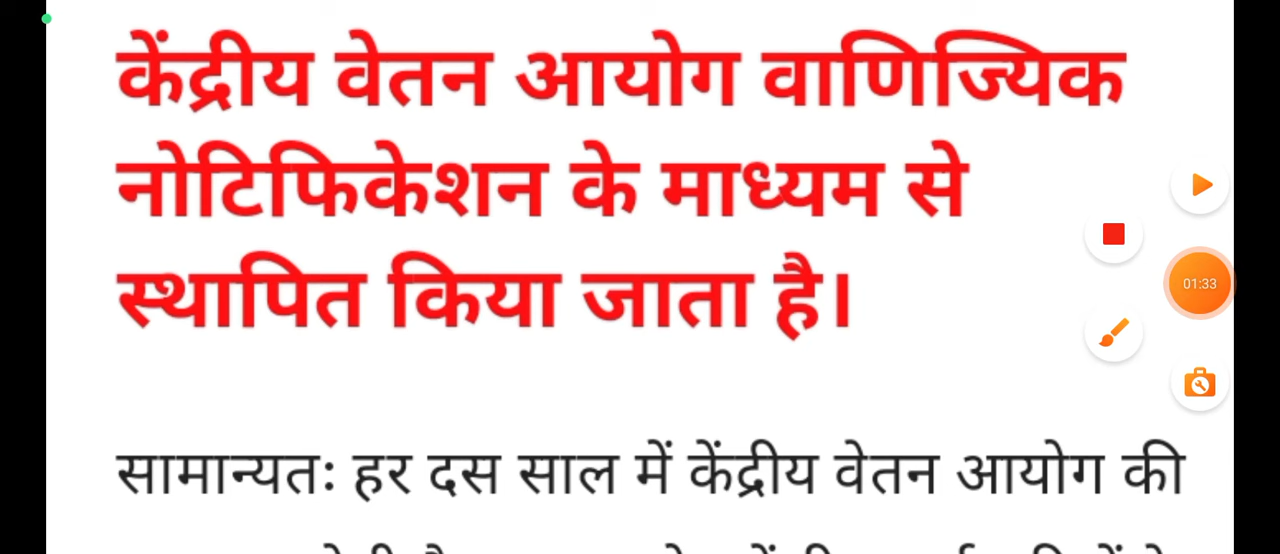 केंद्रीय वेतन आयोग वाणिज्यिक
नोटिफिकेशन के माध्यम से
स्थापित किया जाता है।
01:33
सामान्यतः हर दस साल में केंद्रीय वेतन आयोग की